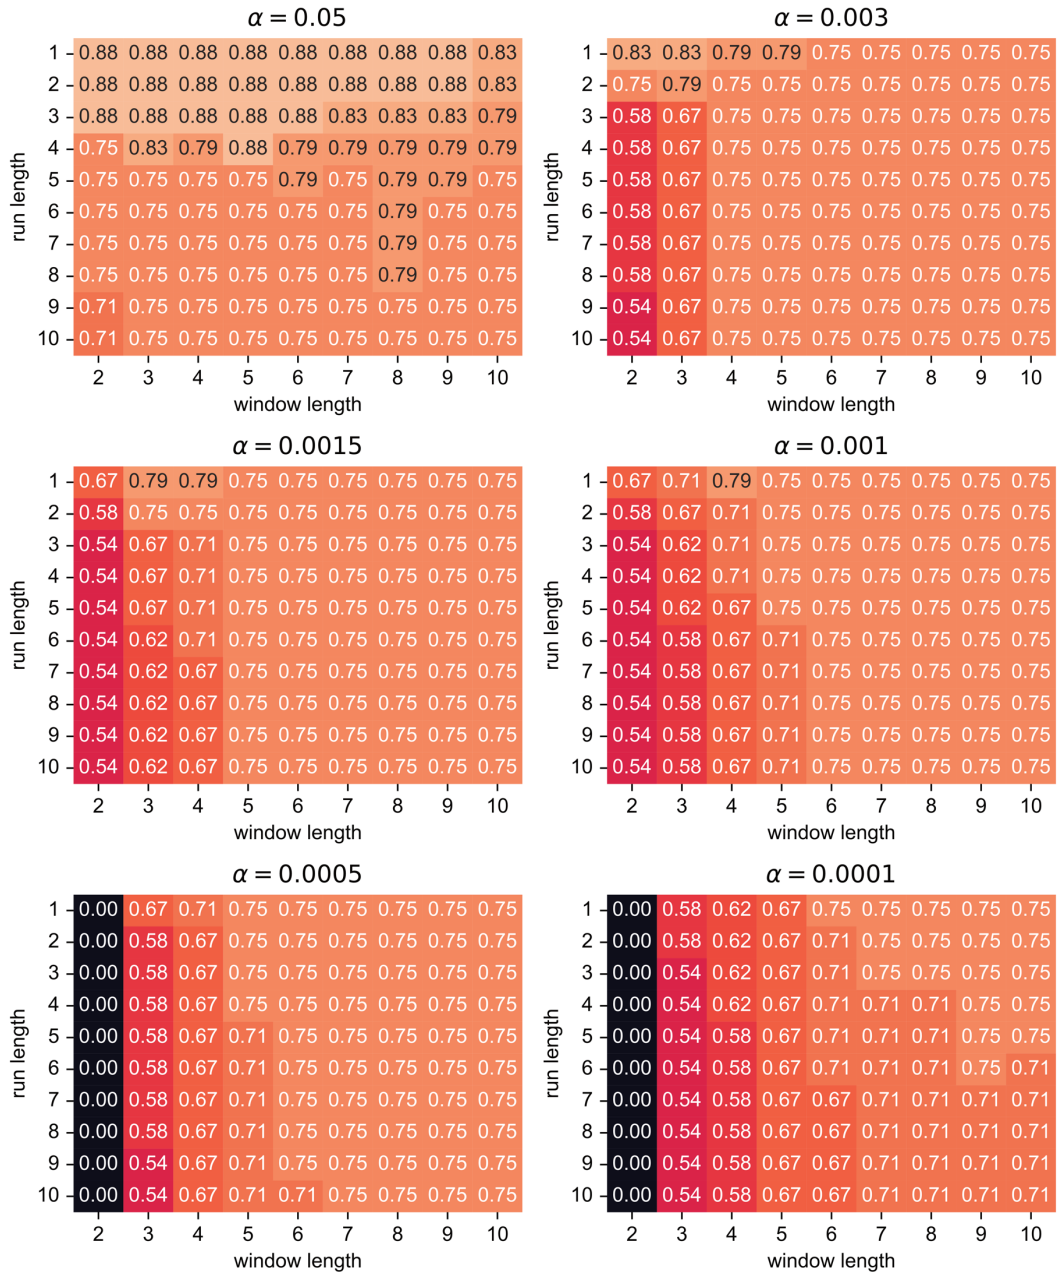 α = 0.05
1 0.88 0.88 0.88 0.88 0.88 0.88 0.88 0.88 0.83
2 0.88 0.88 0.88 0.88 0.88 0.88 0.88 0.88 0.83
3 0.88 0.88 0.88 0.88 0.88 0.83 0.83 0.83 0.79
4 0.75 0.83 0.79 0.88 0.79 0.79 0.79 0.79 0.79
5 0.75 0.75 0.75 0.75 0.79 0.75 0.79 0.79 0.75
6 0.75 0.75 0.75 0.75 0.75 0.75 0.79 0.75 0.75
7 0.75 0.75 0.75 0.75 0.75 0.75 0.79 0.75 0.75
8 0.75 0.75 0.75 0.75 0.75 0.75 0.79 0.75 0.75
9 0.71 0.75 0.75 0.75 0.75 0.75 0.75 0.75 0.75
10 0.71 0.75 0.75 0.75 0.75 0.75 0.75 0.75 0.75
2 3 4 5 6 7 8 9 10
window length
run length
α = 0.003
1 0.83 0.83 0.79 0.79 0.75 0.75 0.75 0.75 0.75
2 0.75 0.79 0.75 0.75 0.75 0.75 0.75 0.75 0.75
3 0.58 0.67 0.75 0.75 0.75 0.75 0.75 0.75 0.75
4 0.58 0.67 0.75 0.75 0.75 0.75 0.75 0.75 0.75
5 0.58 0.67 0.75 0.75 0.75 0.75 0.75 0.75 0.75
6 0.58 0.67 0.75 0.75 0.75 0.75 0.75 0.75 0.75
7 0.58 0.67 0.75 0.75 0.75 0.75 0.75 0.75 0.75
8 0.58 0.67 0.75 0.75 0.75 0.75 0.75 0.75 0.75
9 0.54 0.67 0.75 0.75 0.75 0.75 0.75 0.75 0.75
10 0.54 0.67 0.75 0.75 0.75 0.75 0.75 0.75 0.75
2 3 4 5 6 7 8 9 10
window length
run length
α = 0.0015
1 0.67 0.79 0.79 0.75 0.75 0.75 0.75 0.75 0.75
2 0.58 0.75 0.75 0.75 0.75 0.75 0.75 0.75 0.75
3 0.54 0.67 0.71 0.75 0.75 0.75 0.75 0.75 0.75
4 0.54 0.67 0.71 0.75 0.75 0.75 0.75 0.75 0.75
5 0.54 0.67 0.71 0.75 0.75 0.75 0.75 0.75 0.75
6 0.54 0.62 0.71 0.75 0.75 0.75 0.75 0.75 0.75
7 0.54 0.62 0.67 0.75 0.75 0.75 0.75 0.75 0.75
8 0.54 0.62 0.67 0.75 0.75 0.75 0.75 0.75 0.75
9 0.54 0.62 0.67 0.75 0.75 0.75 0.75 0.75 0.75
10 0.54 0.62 0.67 0.75 0.75 0.75 0.75 0.75 0.75
2 3 4 5 6 7 8 9 10
window length
run length
α = 0.001
1 0.67 0.71 0.79 0.75 0.75 0.75 0.75 0.75 0.75
2 0.58 0.67 0.71 0.75 0.75 0.75 0.75 0.75 0.75
3 0.54 0.62 0.71 0.75 0.75 0.75 0.75 0.75 0.75
4 0.54 0.62 0.71 0.75 0.75 0.75 0.75 0.75 0.75
5 0.54 0.62 0.67 0.75 0.75 0.75 0.75 0.75 0.75
6 0.54 0.58 0.67 0.71 0.75 0.75 0.75 0.75 0.75
7 0.54 0.58 0.67 0.71 0.75 0.75 0.75 0.75 0.75
8 0.54 0.58 0.67 0.71 0.75 0.75 0.75 0.75 0.75
9 0.54 0.58 0.67 0.71 0.75 0.75 0.75 0.75 0.75
10 0.54 0.58 0.67 0.71 0.75 0.75 0.75 0.75 0.75
2 3 4 5 6 7 8 9 10
window length
run length
α = 0.0005
1 0.00 0.67 0.71 0.75 0.75 0.75 0.75 0.75 0.75
2 0.00 0.58 0.67 0.75 0.75 0.75 0.75 0.75 0.75
3 0.00 0.58 0.67 0.75 0.75 0.75 0.75 0.75 0.75
4 0.00 0.58 0.67 0.75 0.75 0.75 0.75 0.75 0.75
5 0.00 0.58 0.67 0.71 0.75 0.75 0.75 0.75 0.75
6 0.00 0.58 0.67 0.71 0.75 0.75 0.75 0.75 0.75
7 0.00 0.58 0.67 0.71 0.75 0.75 0.75 0.75 0.75
8 0.00 0.58 0.67 0.71 0.75 0.75 0.75 0.75 0.75
9 0.00 0.54 0.67 0.71 0.75 0.75 0.75 0.75 0.75
10 0.00 0.54 0.67 0.71 0.71 0.75 0.75 0.75 0.75
2 3 4 5 6 7 8 9 10
window length
run length
α = 0.0001
1 0.00 0.58 0.62 0.67 0.75 0.75 0.75 0.75 0.75
2 0.00 0.58 0.62 0.67 0.71 0.75 0.75 0.75 0.75
3 0.00 0.54 0.62 0.67 0.71 0.75 0.75 0.75 0.75
4 0.00 0.54 0.62 0.67 0.71 0.71 0.71 0.75 0.75
5 0.00 0.54 0.58 0.67 0.71 0.71 0.71 0.75 0.75
6 0.00 0.54 0.58 0.67 0.71 0.71 0.71 0.75 0.71
7 0.00 0.54 0.58 0.67 0.67 0.71 0.71 0.71 0.71
8 0.00 0.54 0.58 0.67 0.67 0.71 0.71 0.71 0.71
9 0.00 0.54 0.58 0.67 0.67 0.71 0.71 0.71 0.71
10 0.00 0.54 0.58 0.67 0.67 0.71 0.71 0.71 0.71
2 3 4 5 6 7 8 9 10
window length
run length